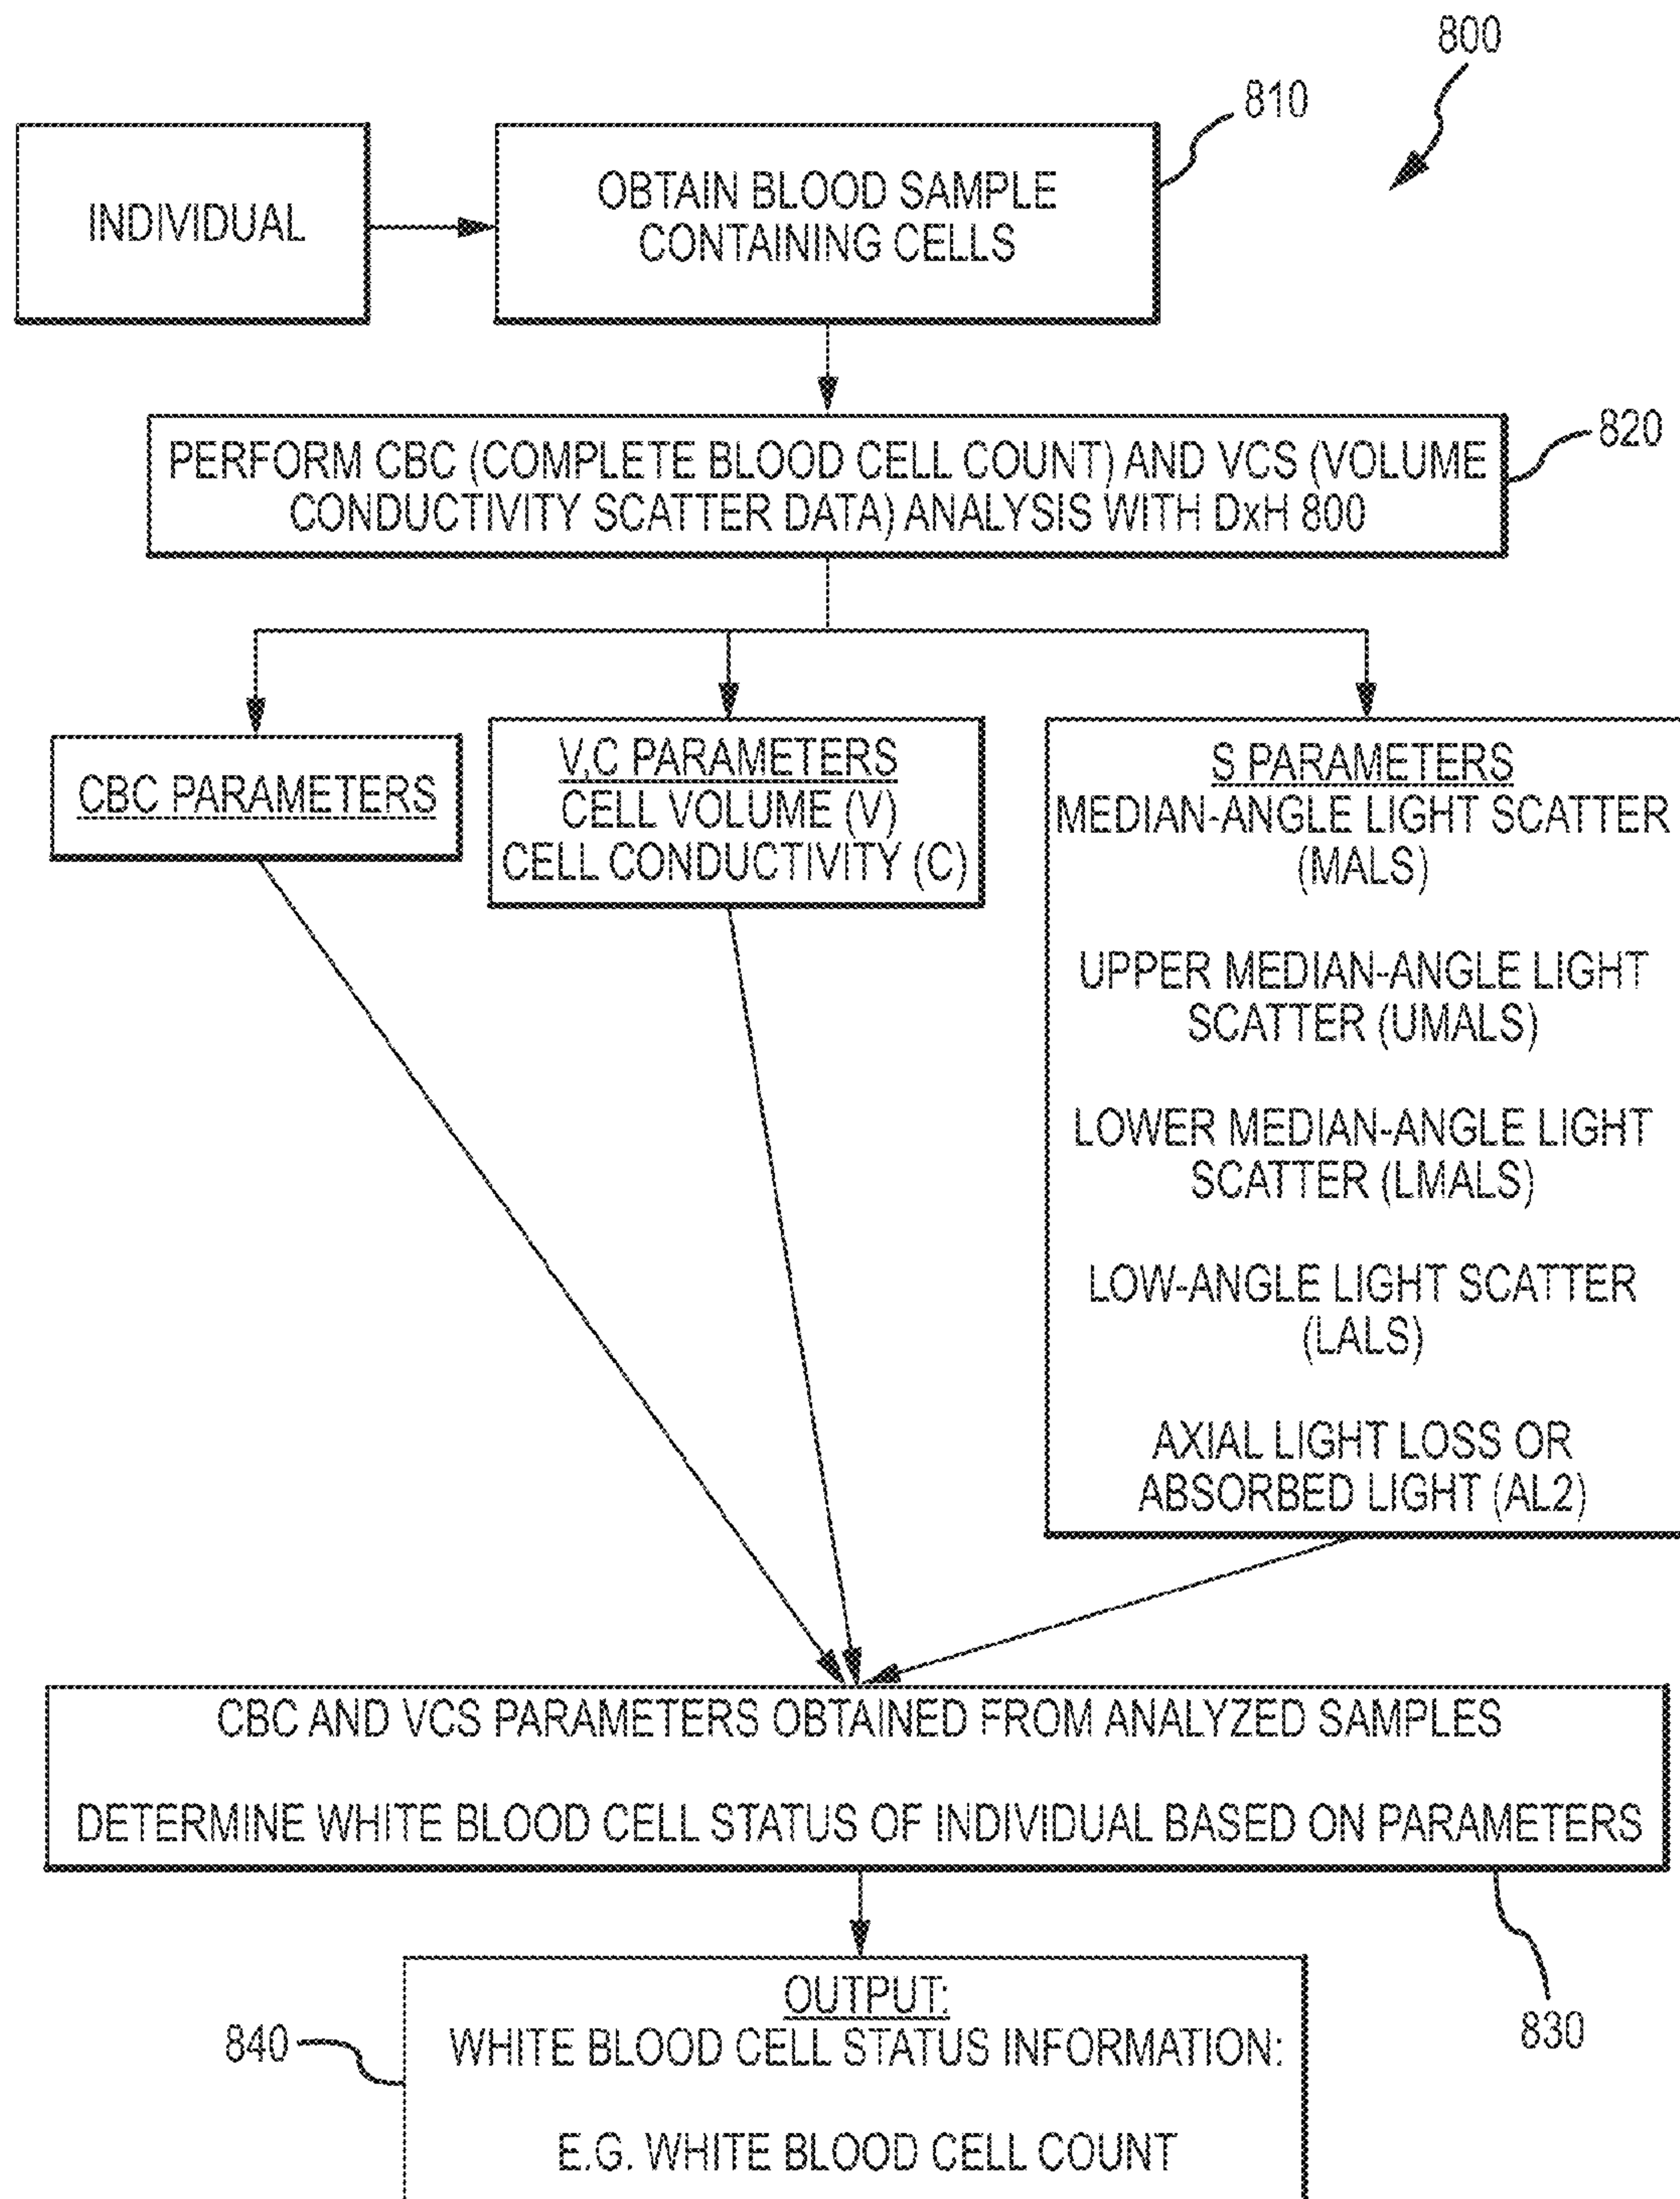 800
810
INDIVIDUAL
OBTAIN BLOOD SAMPLE
CONTAINING CELLS
820
PERFORM CBC (COMPLETE BLOOD CELL COUNT) AND VCS (VOLUME
CONDUCTIVITY SCATTER DATA) ANALYSIS WITH DxH 800
CBC PARAMETERS
V,C PARAMETERS
CELL VOLUME (V)
CELL CONDUCTIVITY (C)
S PARAMETERS
MEDIAN-ANGLE LIGHT SCATTER
(MALS)
UPPER MEDIAN-ANGLE LIGHT
SCATTER (UMALS)
LOWER MEDIAN-ANGLE LIGHT
SCATTER (LMALS)
LOW-ANGLE LIGHT SCATTER
(LALS)
AXIAL LIGHT LOSS OR
ABSORBED LIGHT (AL2)
CBC AND VCS PARAMETERS OBTAINED FROM ANALYZED SAMPLES
DETERMINE WHITE BLOOD CELL STATUS OF INDIVIDUAL BASED ON PARAMETERS
830
840
OUTPUT:
WHITE BLOOD CELL STATUS INFORMATION:
E.G. WHITE BLOOD CELL COUNT